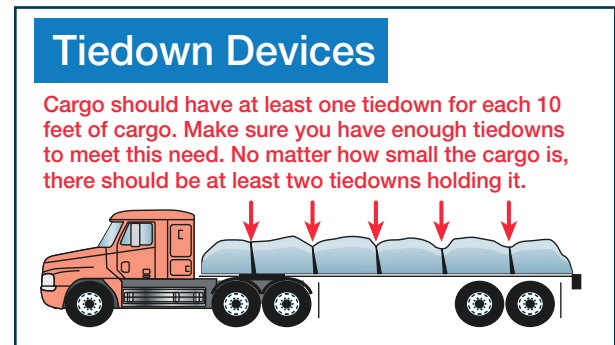 Tiedown Devices
Cargo should have at least one tiedown for each 10
feet of cargo. Make sure you have enough tiedowns
to meet this need. No matter how small the cargo is,
there should be at least two tiedowns holding it.